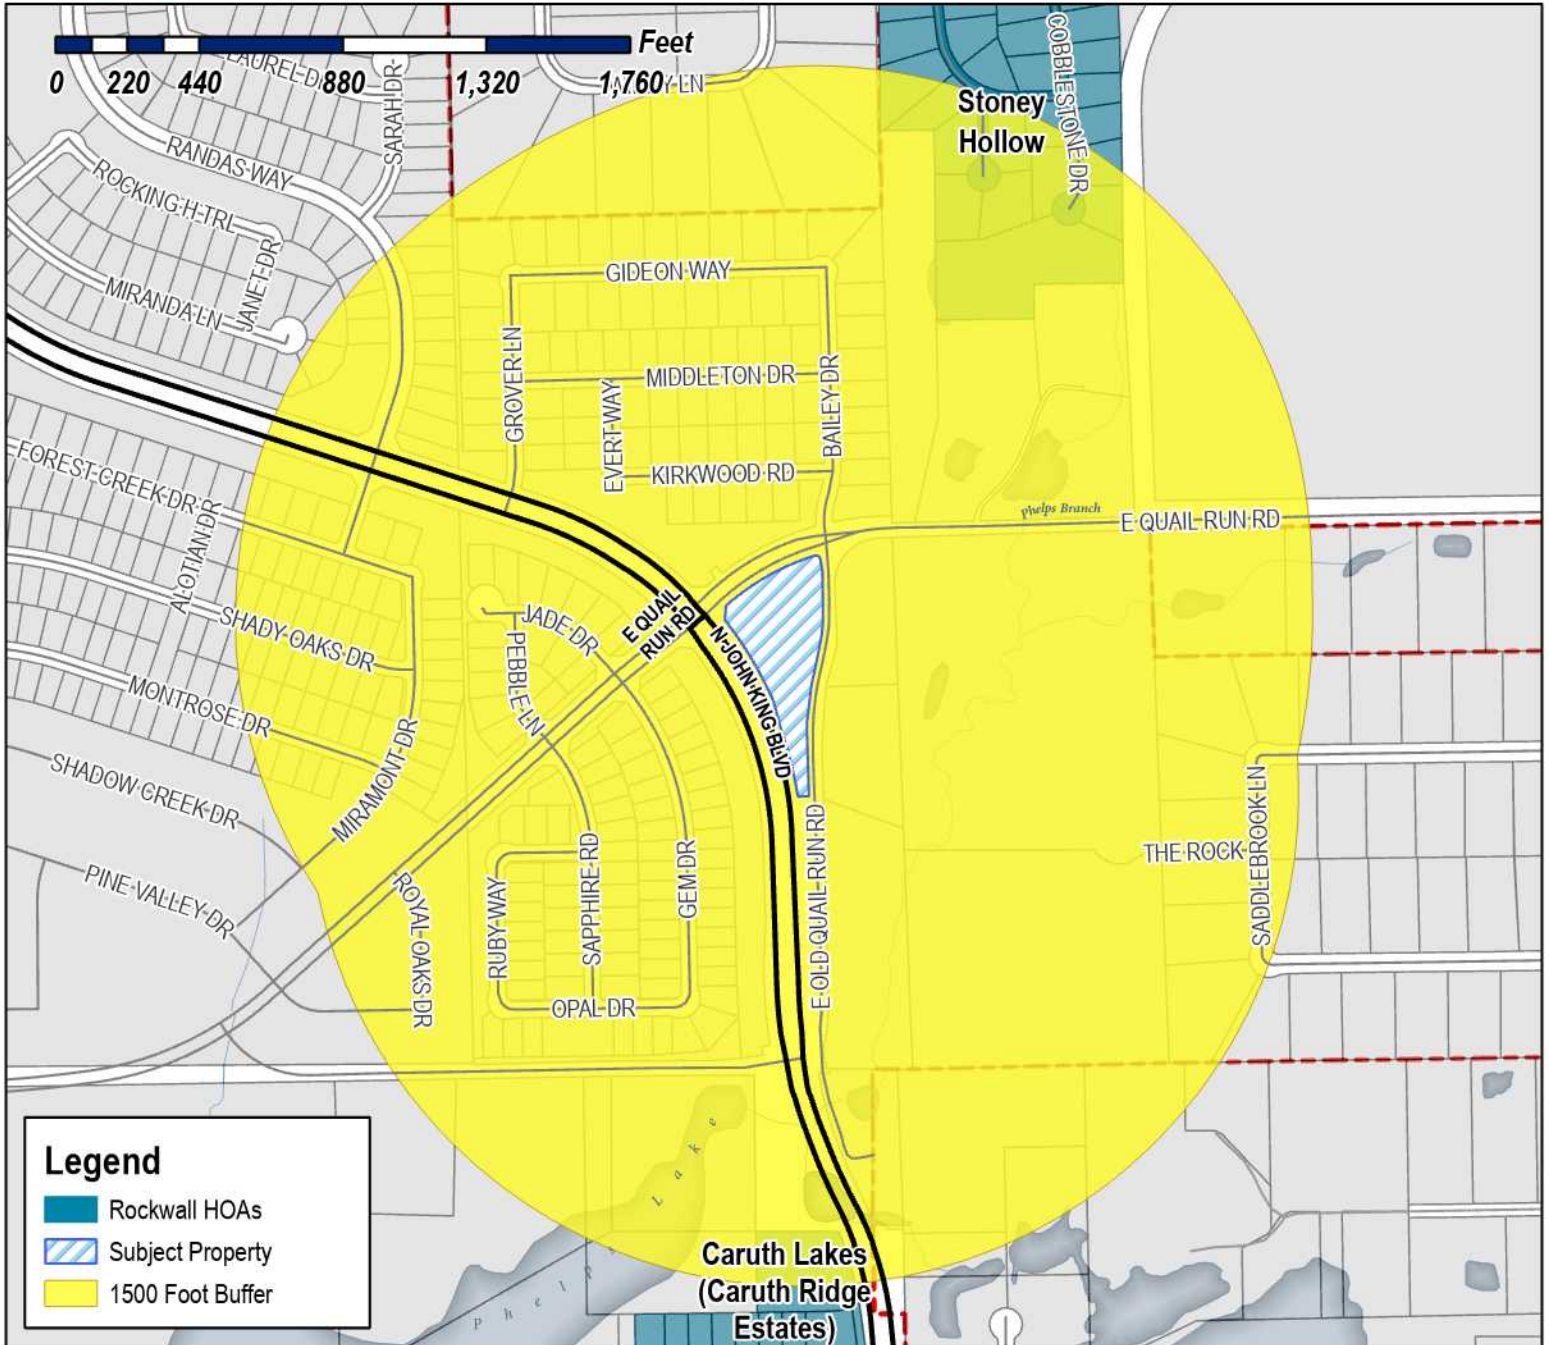 Feet
0 220 440 880 1,320 1,760
LAUREL-DR
SARAH-DR
COBBLESTONE-DR
Stoney
Hollow
RANDAS-WAY
ROCKING-H-TRL
JANET-DR
MIRANDA-LN
GIDEON-WAY
GROVER-LN
MIDDLETON-DR
EVERT-WAY
BAILEY-DR
KIRKWOOD-RD
Phelps Branch
E-QUAIL-RUN-RD
FOREST-CREEK-DR
ALOTIAN-DR
SHADY-OAKS-DR
MONTROSE-DR
JADE-DR
PEBBLE-LN
E QUAIL
RUN RD
N-JOHN-KING-BLVD
MIRAMONT-DR
SHADOW-CREEK-DR
PINE-VALLEY-DR
ROYAL-OAKS-DR
RUBY-WAY
SAPPHIRE-RD
GEM-DR
OPAL-DR
E-OLD-QUAIL-RUN-RD
THE-ROCK
SADDLEBROOK-LN
Phelps Lake
Caruth Lakes
(Caruth Ridge
Estates)
Legend
Rockwall HOAs
Subject Property
1500 Foot Buffer